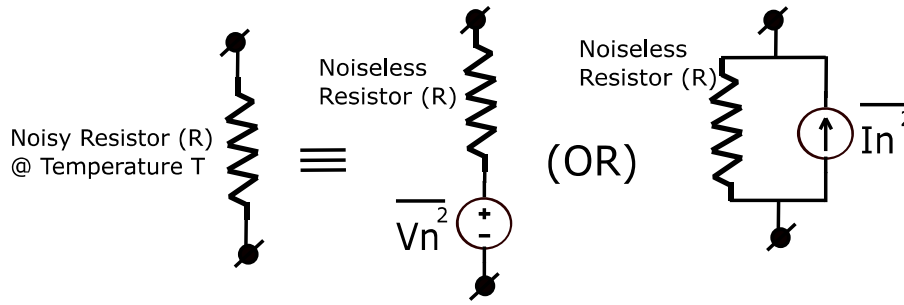 Noisy Resistor (R)
@ Temperature T
≡
Noiseless
Resistor (R)
+
−
Vn²
(OR)
Noiseless
Resistor (R)
In²